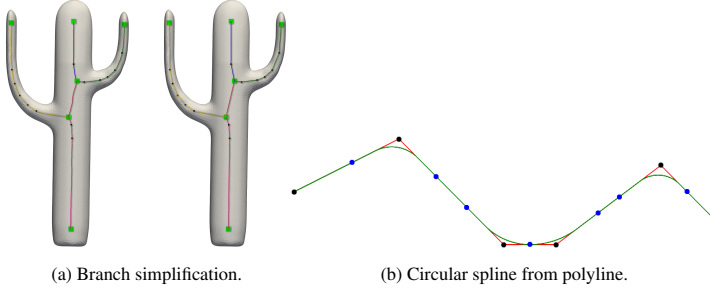 (a) Branch simplification.
(b) Circular spline from polyline.